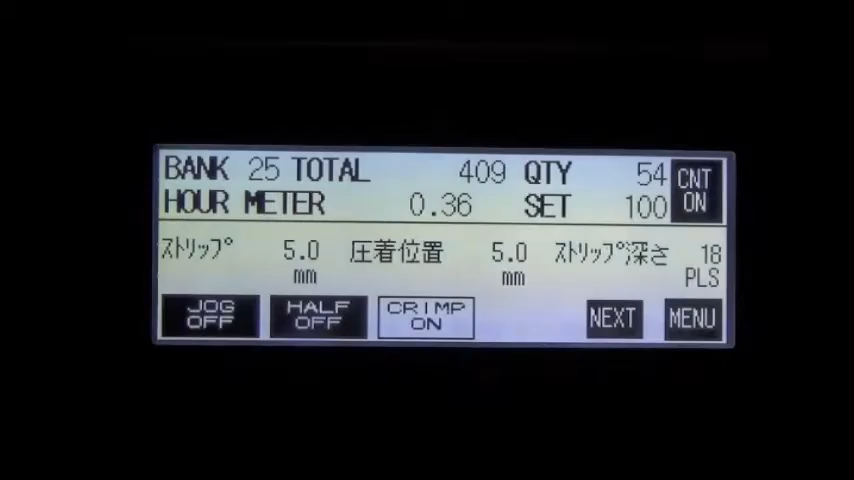 BANK 25 TOTAL 409 QTY 54 CNT ON
HOUR METER 0.36 SET 100
ストリップ 5.0 mm 圧着位置 5.0 mm ストリップ深さ 18 PLS
JOG OFF HALF OFF CRIMP ON NEXT MENU